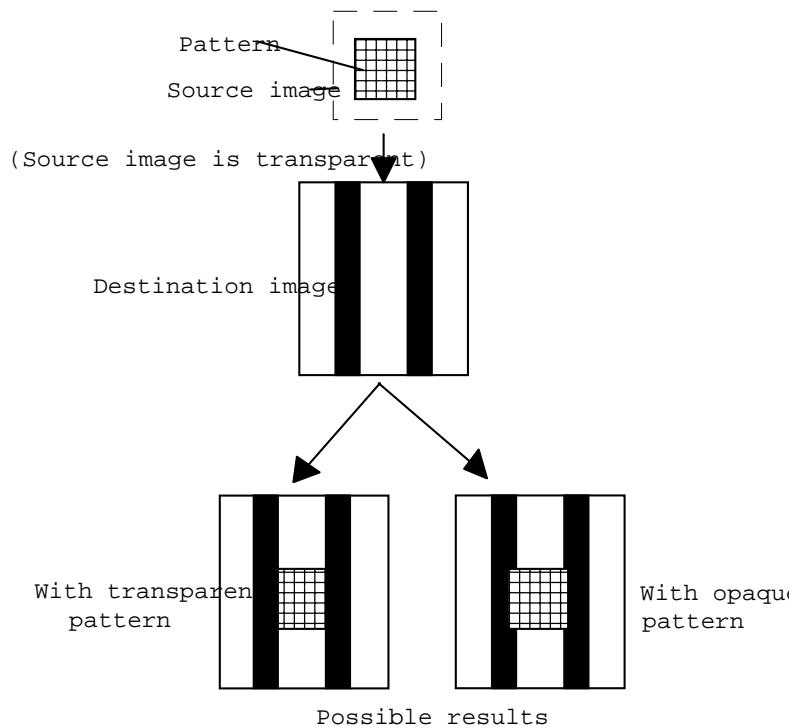 Pattern
Source image
(Source image is transparent)
Destination image
With transparen
pattern
With opaque
pattern
Possible results